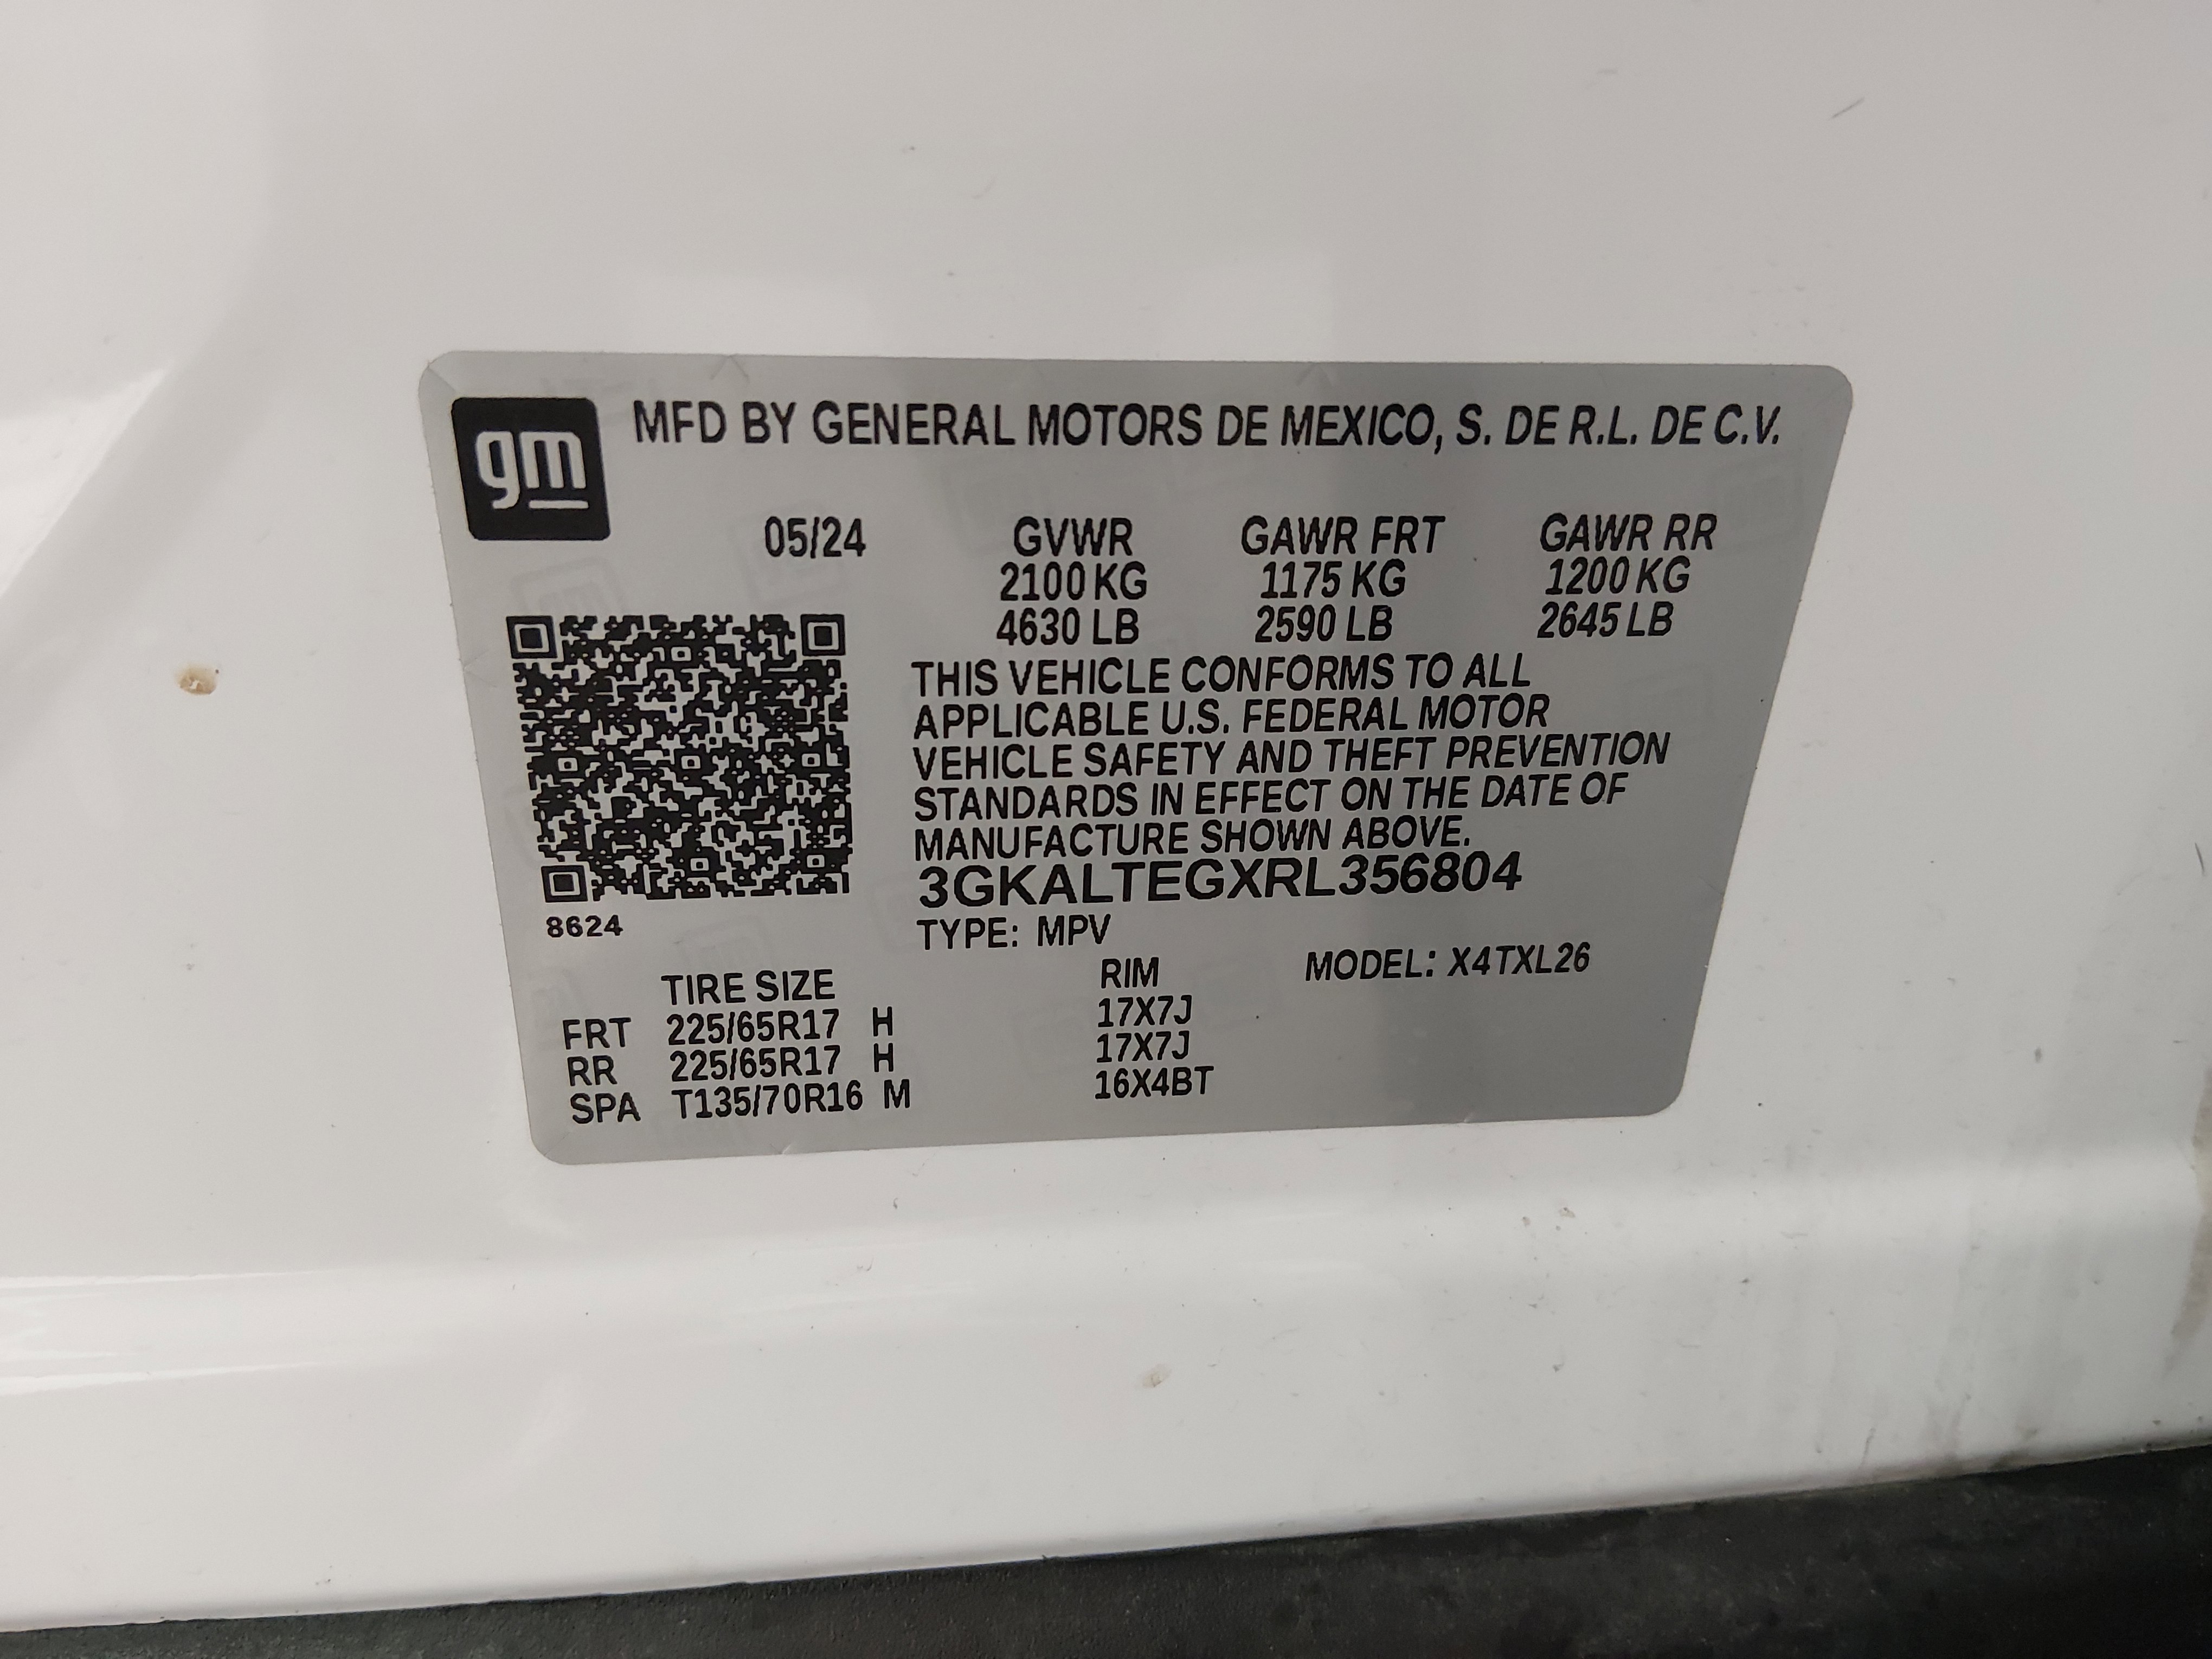 gm
MFD BY GENERAL MOTORS DE MEXICO, S. DE R.L. DE C.V.
05/24 GVWR GAWR FRT GAWR RR
2100 KG 1175 KG 1200 KG
4630 LB 2590 LB 2645 LB
THIS VEHICLE CONFORMS TO ALL
APPLICABLE U.S. FEDERAL MOTOR
VEHICLE SAFETY AND THEFT PREVENTION
STANDARDS IN EFFECT ON THE DATE OF
MANUFACTURE SHOWN ABOVE.
3GKALTEGXRL356804
8624
TYPE: MPV
MODEL: X4TXL26
TIRE SIZE RIM
FRT 225/65R17 H 17X7J
RR 225/65R17 H 17X7J
SPA T135/70R16 M 16X4BT